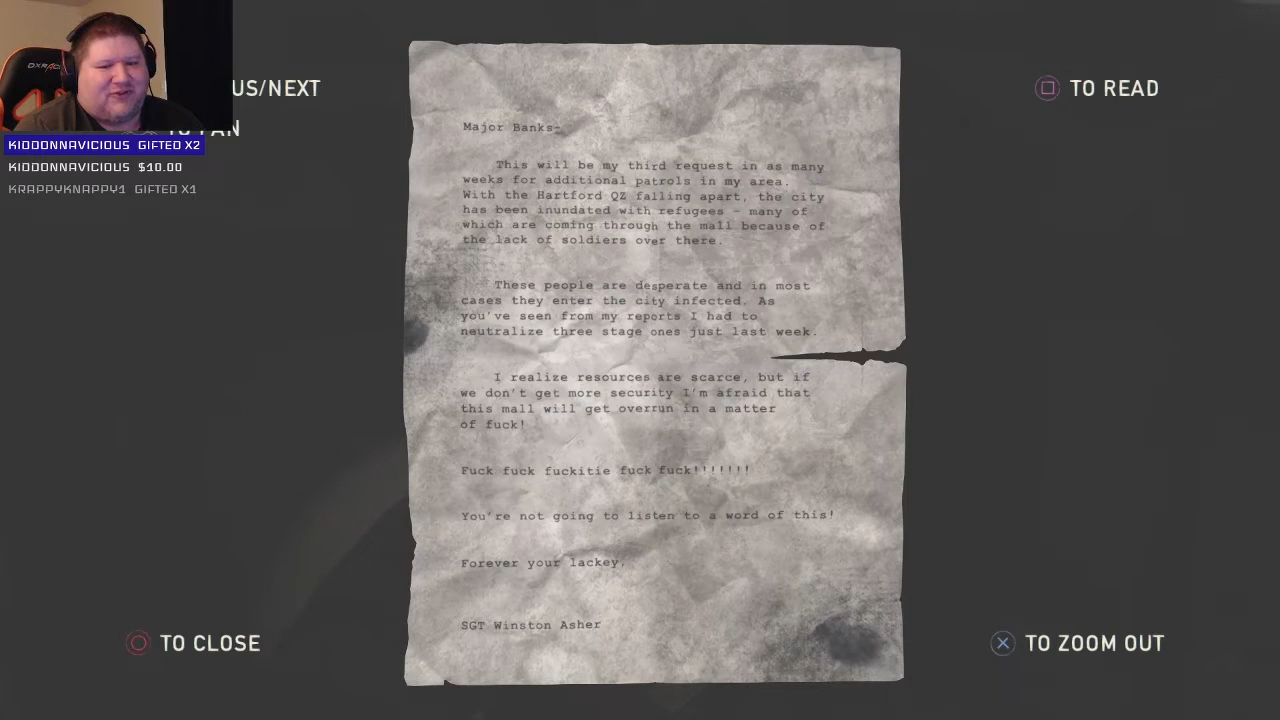 DXRACER
US/NEXT
TO PAN
TO READ
KIDDONNAVICIOUS GIFTED X2
KIDDONNAVICIOUS $10.00
KRAPPYKNAPPY1 GIFTED X1
Major Banks-
This will be my third request in as many
weeks for additional patrols in my area.
With the Hartford QZ falling apart, the city
has been inundated with refugees - many of
which are coming through the mall because of
the lack of soldiers over there.
These people are desperate and in most
cases they enter the city infected. As
you've seen from my reports I had to
neutralize three stage ones just last week.
I realize resources are scarce, but if
we don't get more security I'm afraid that
this mall will get overrun in a matter
of fuck!
Fuck fuck fuckitie fuck fuck!!!!!!!
You're not going to listen to a word of this!
Forever your lackey,
SGT Winston Asher
TO CLOSE
TO ZOOM OUT